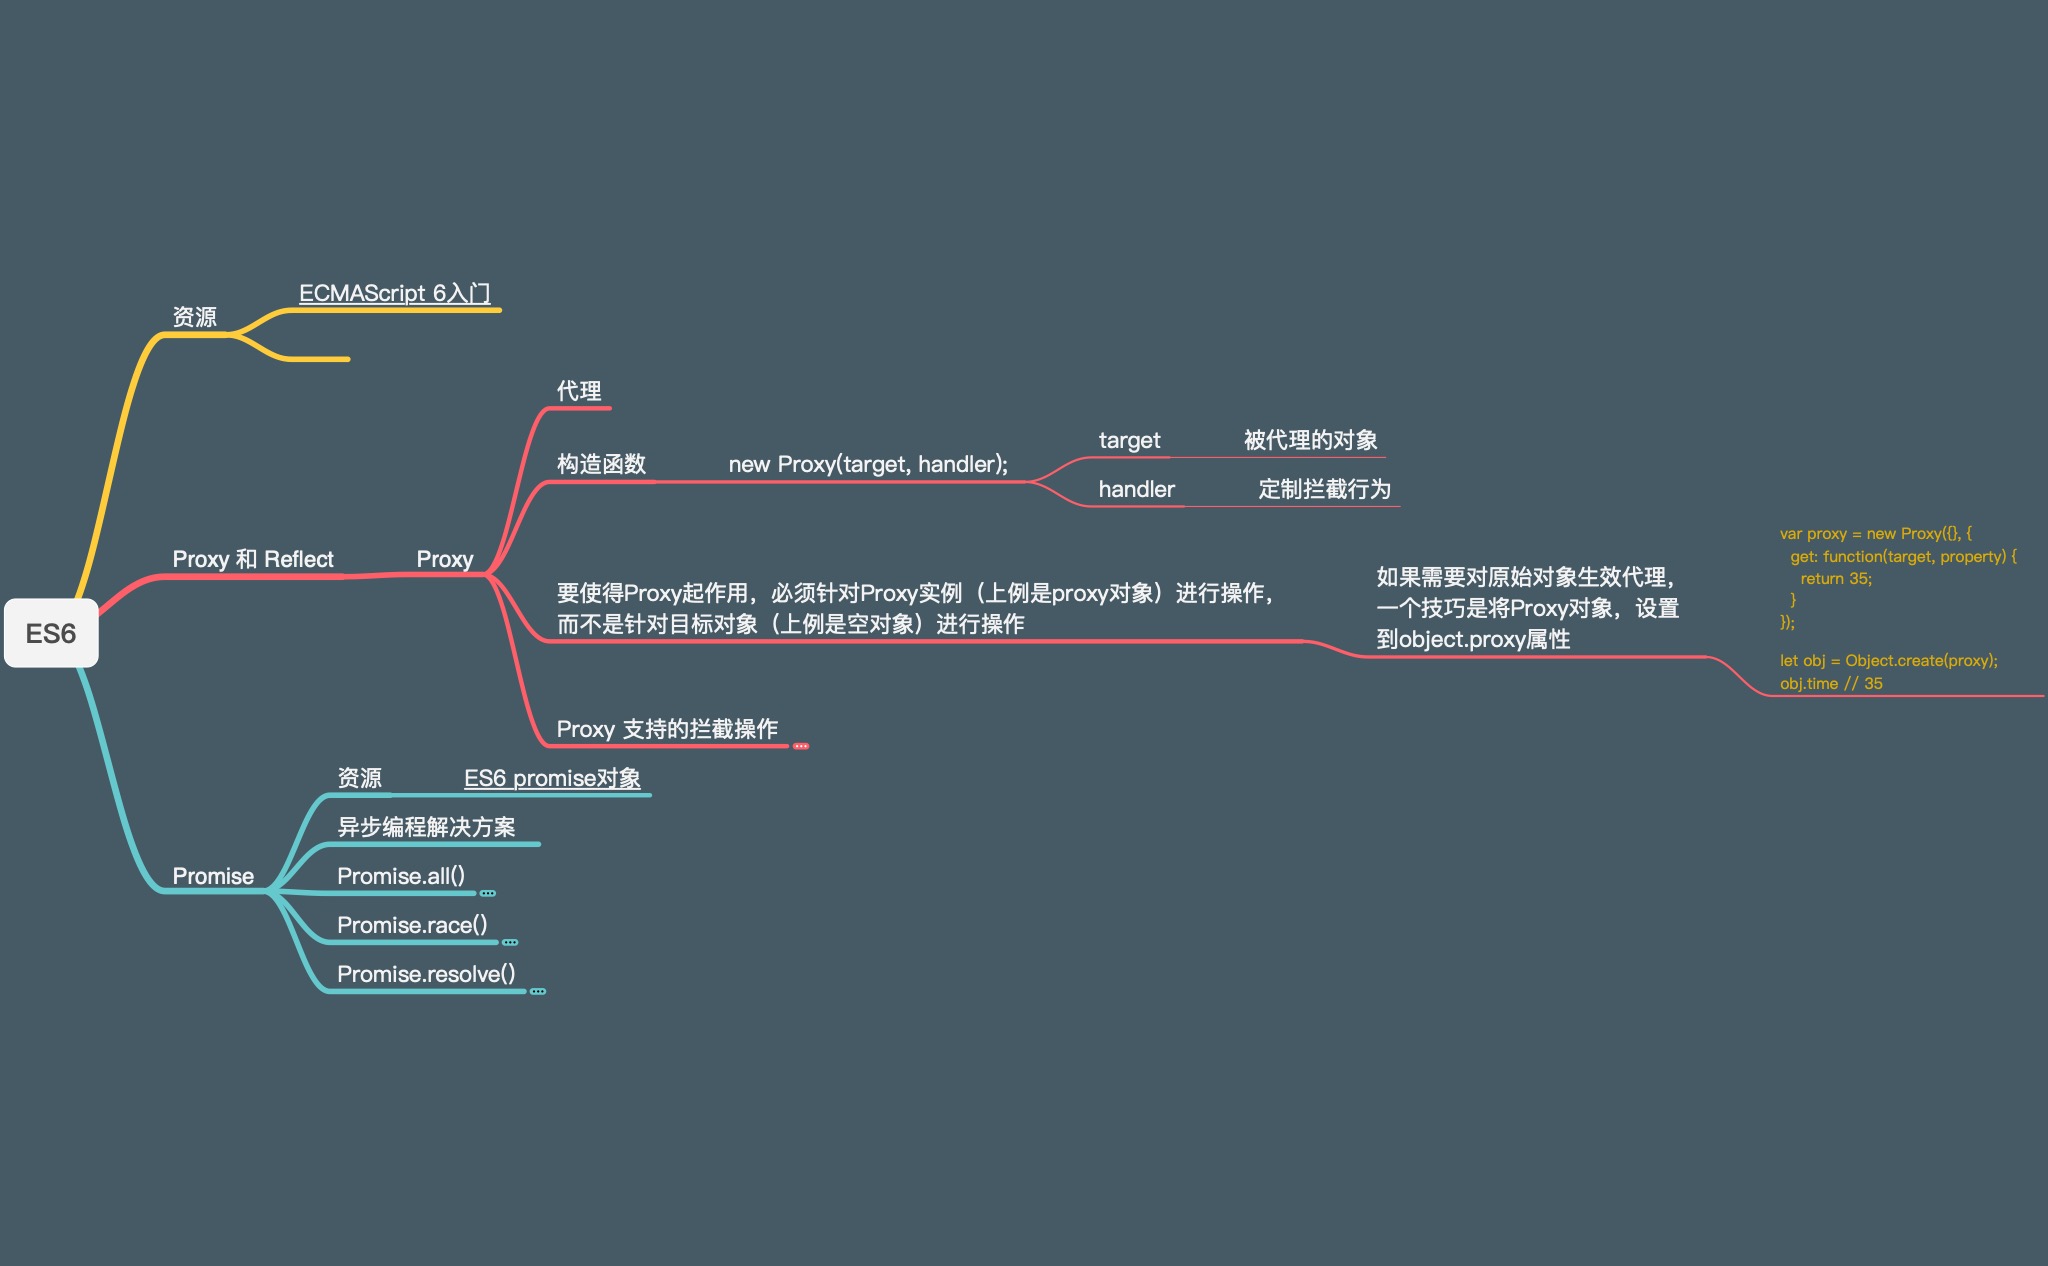 ES6
资源
ECMAScript 6入门
Proxy 和 Reflect
Proxy
代理
构造函数
new Proxy(target, handler);
target
被代理的对象
handler
定制拦截行为
要使得Proxy起作用，必须针对Proxy实例（上例是proxy对象）进行操作，
而不是针对目标对象（上例是空对象）进行操作
如果需要对原始对象生效代理，
一个技巧是将Proxy对象，设置
到object.proxy属性
var proxy = new Proxy({}, {
  get: function(target, property) {
    return 35;
  }
});
let obj = Object.create(proxy);
obj.time // 35
Proxy 支持的拦截操作
Promise
资源
ES6 promise对象
异步编程解决方案
Promise.all()
Promise.race()
Promise.resolve()